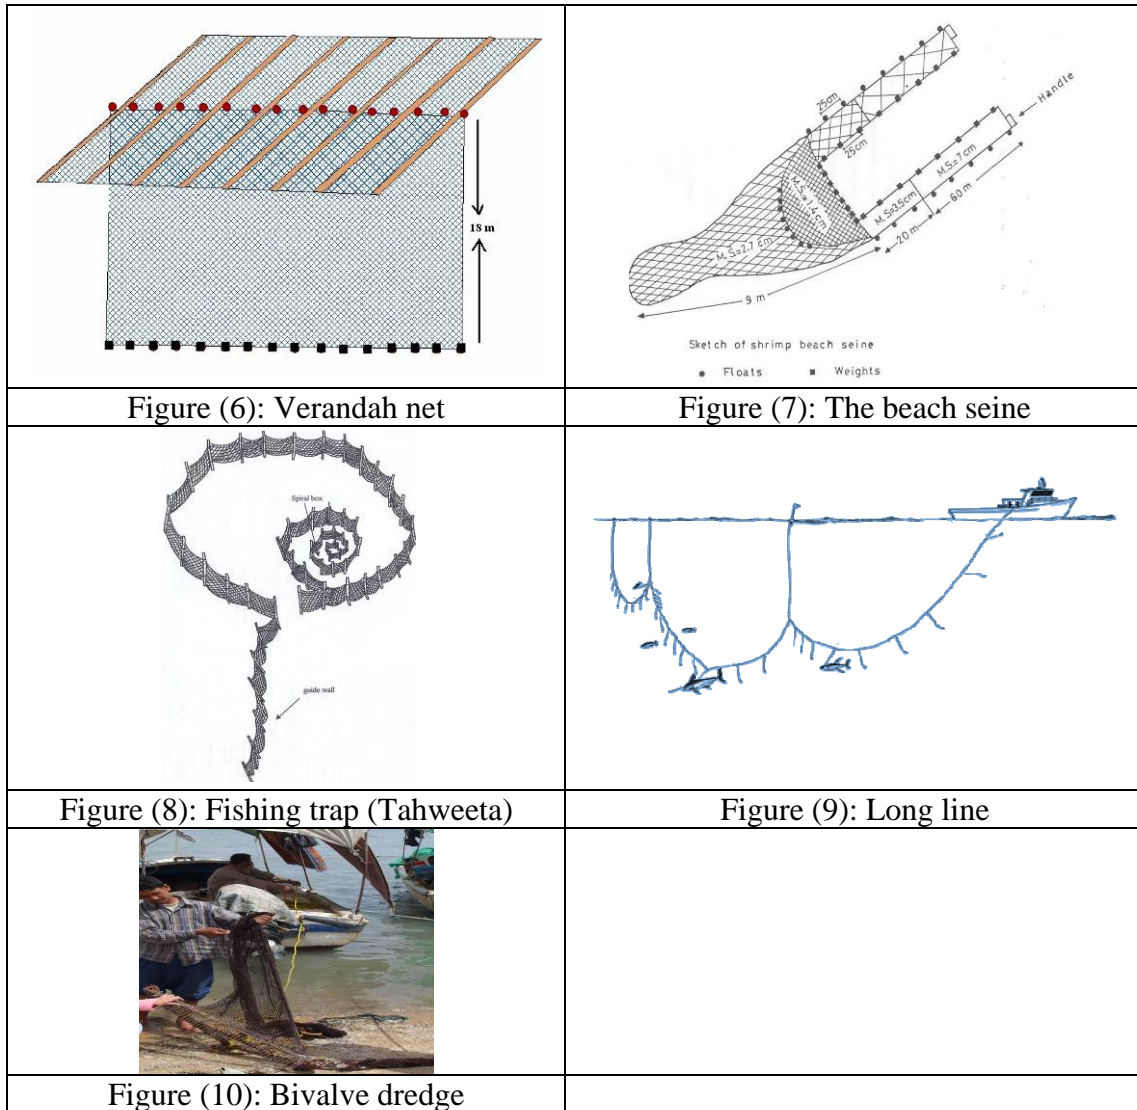 18 m
Figure (6): Verandah net
25cm
25cm
Handle
M.S.=1.4cm
M.S=3.5cm
M.S.= 7 cm
60 m
20 m
M.S=2.7 cm
9 m
Sketch of shrimp beach seine
Floats
Weights
Figure (7): The beach seine
Spiral box
guide wall
Figure (8): Fishing trap (Tahweeta)
Figure (9): Long line
Figure (10): Bivalve dredge